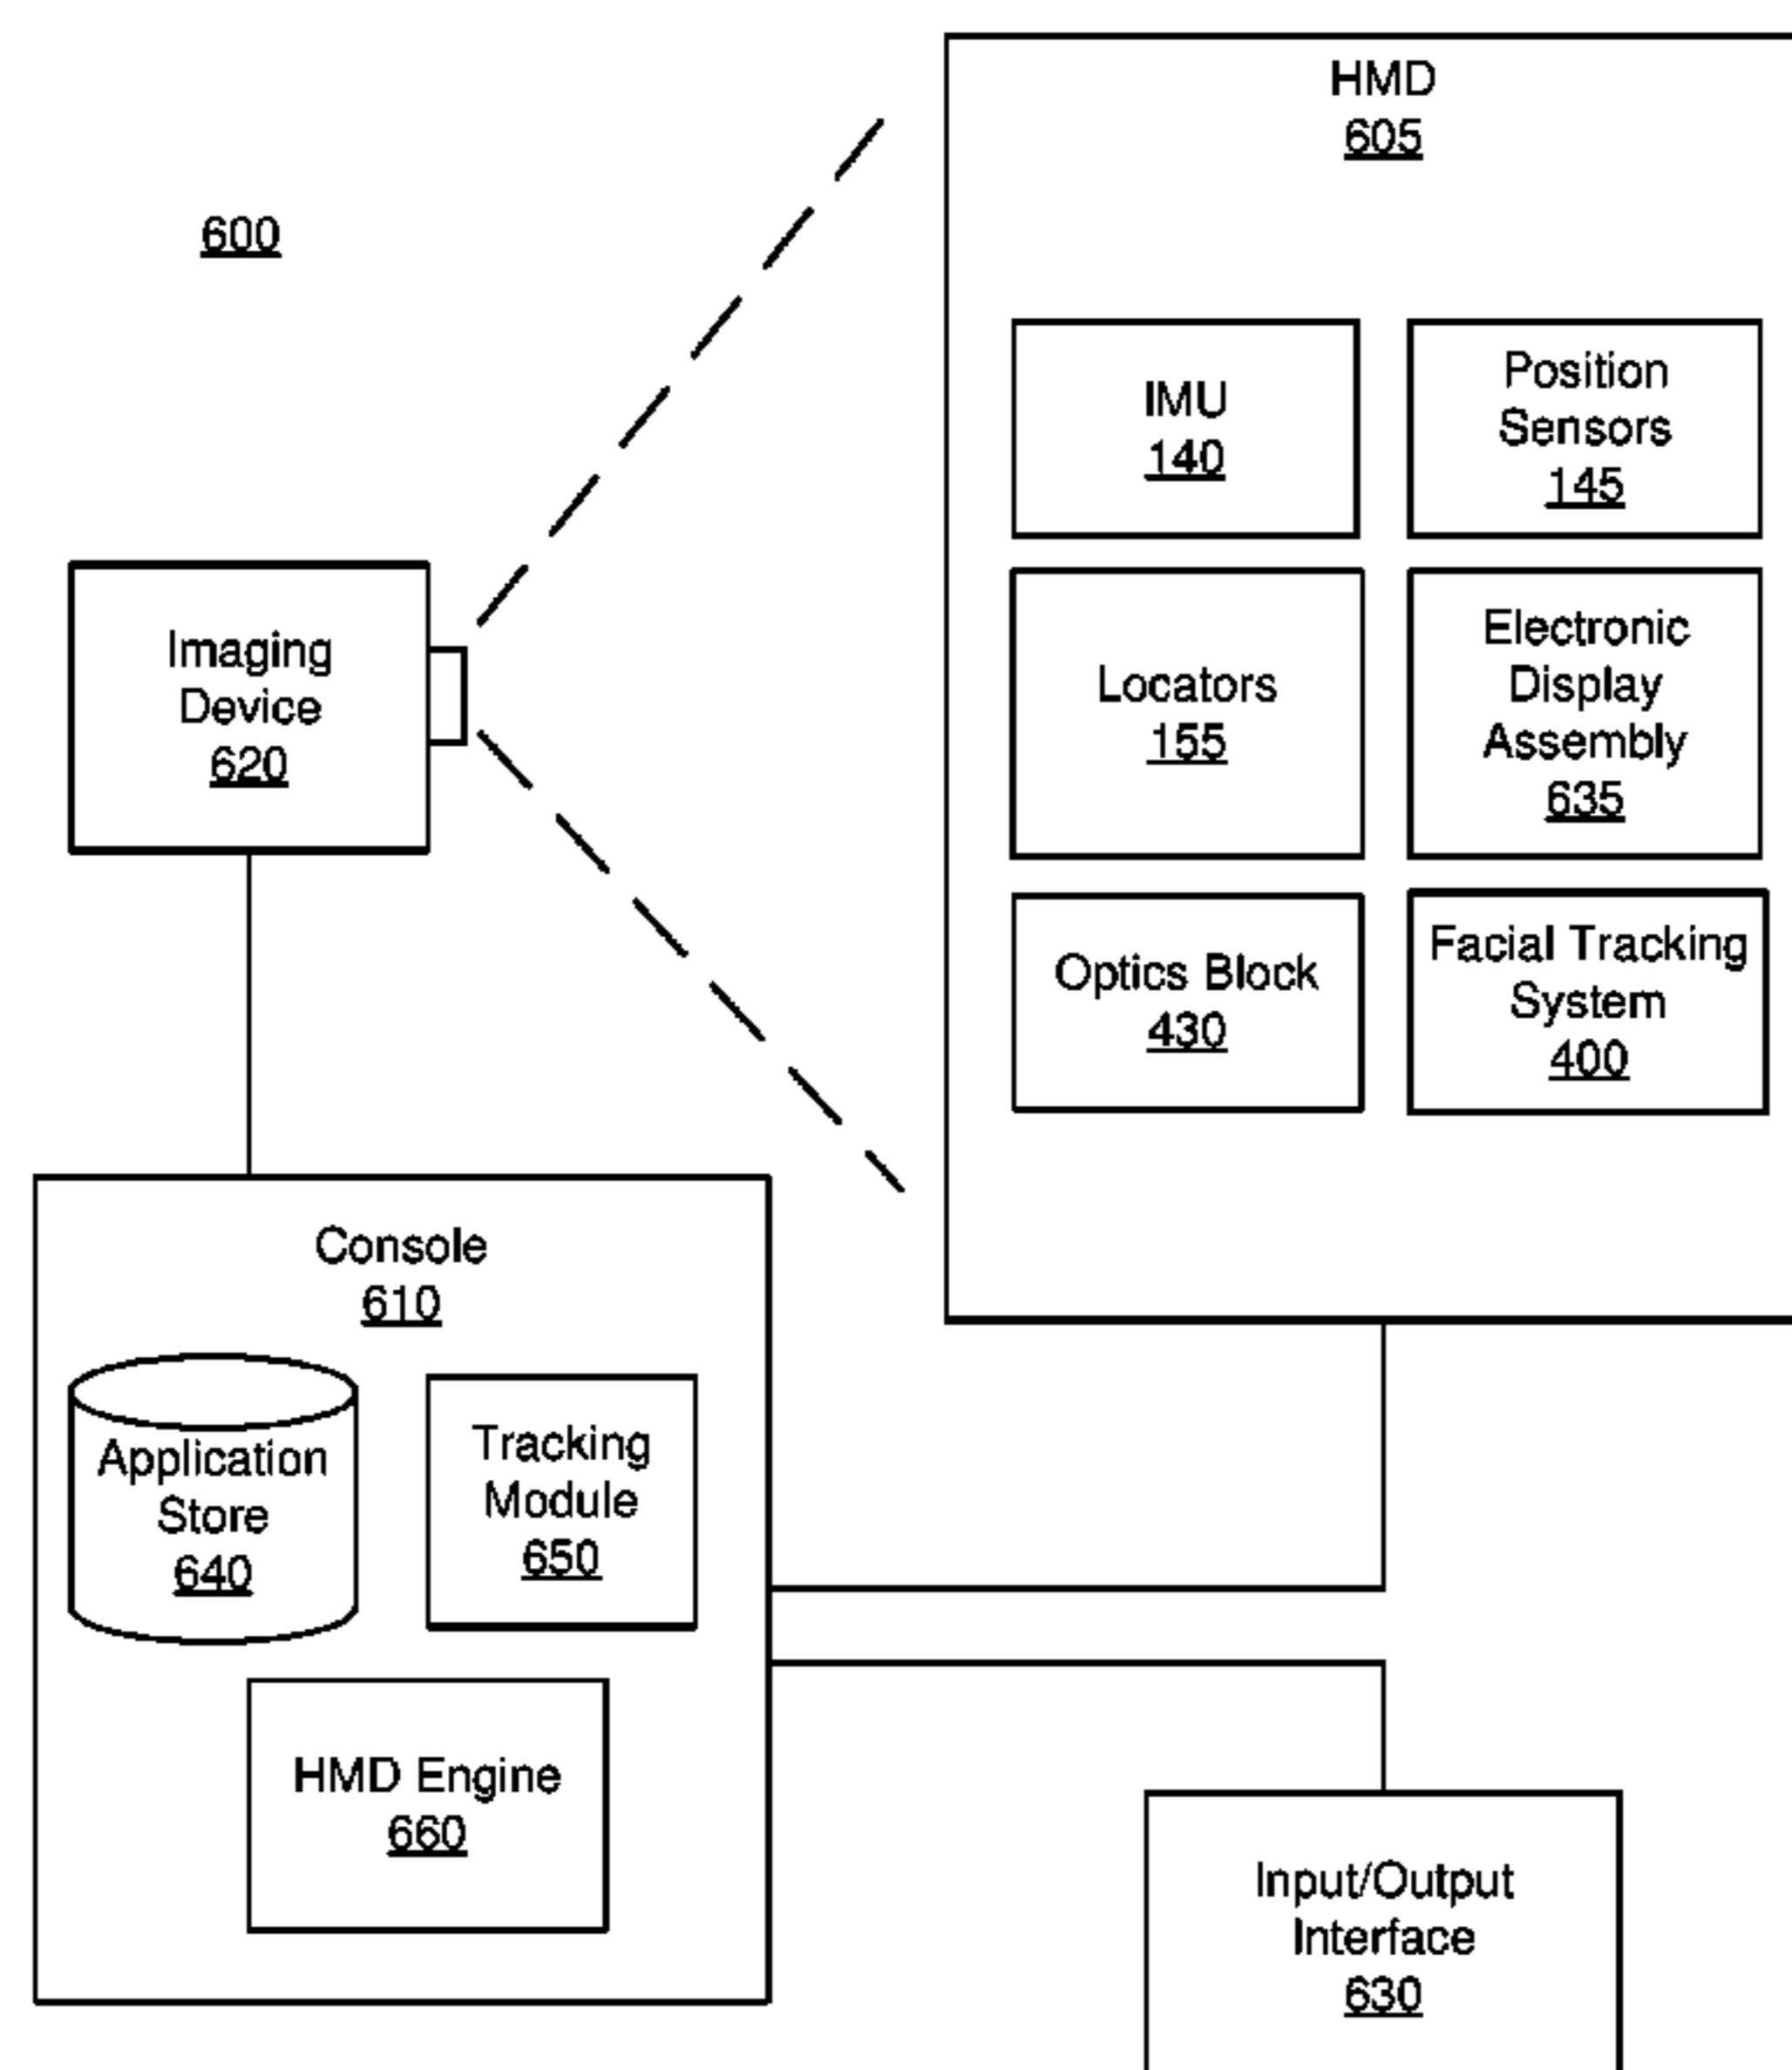 600
HMD
605
IMU
140
Position
Sensors
145
Locators
155
Electronic
Display
Assembly
635
Optics Block
430
Facial Tracking
System
400
Imaging
Device
620
Console
610
Application
Store
640
Tracking
Module
650
HMD Engine
660
Input/Output
Interface
630